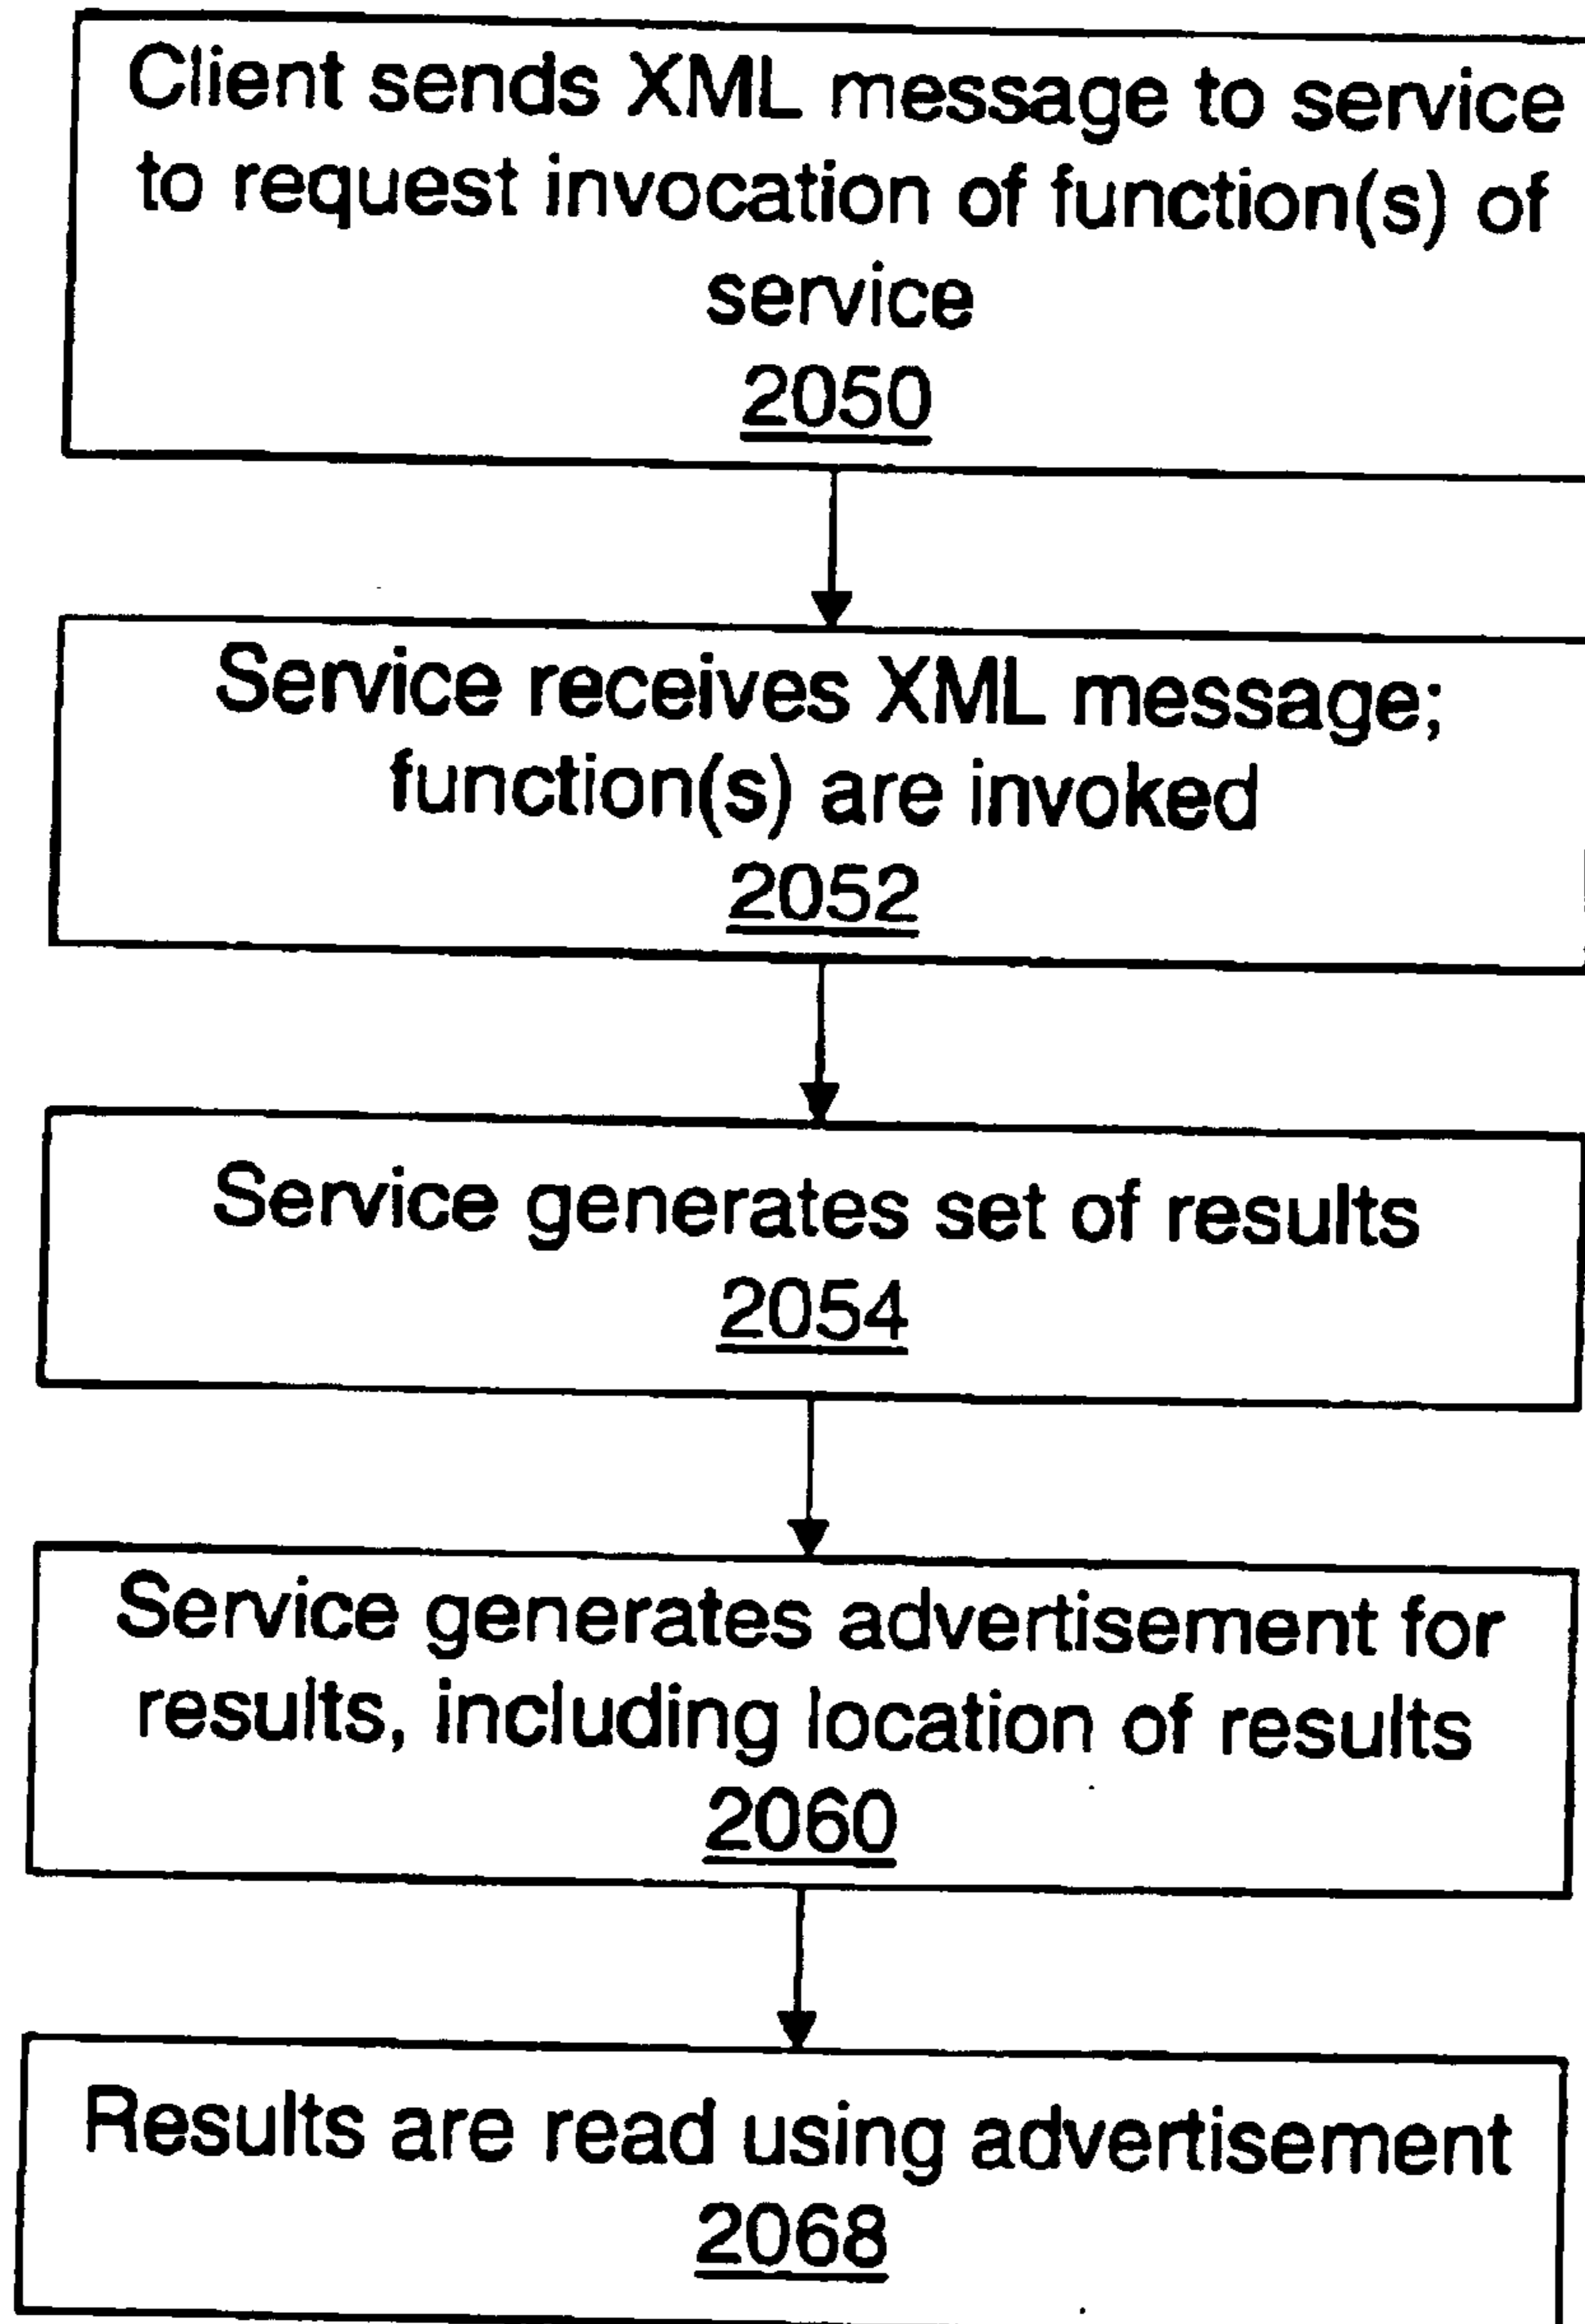 Client sends XML message to service
to request invocation of function(s) of
service
2050
Service receives XML message;
function(s) are invoked
2052
Service generates set of results
2054
Service generates advertisement for
results, including location of results
2060
Results are read using advertisement
2068